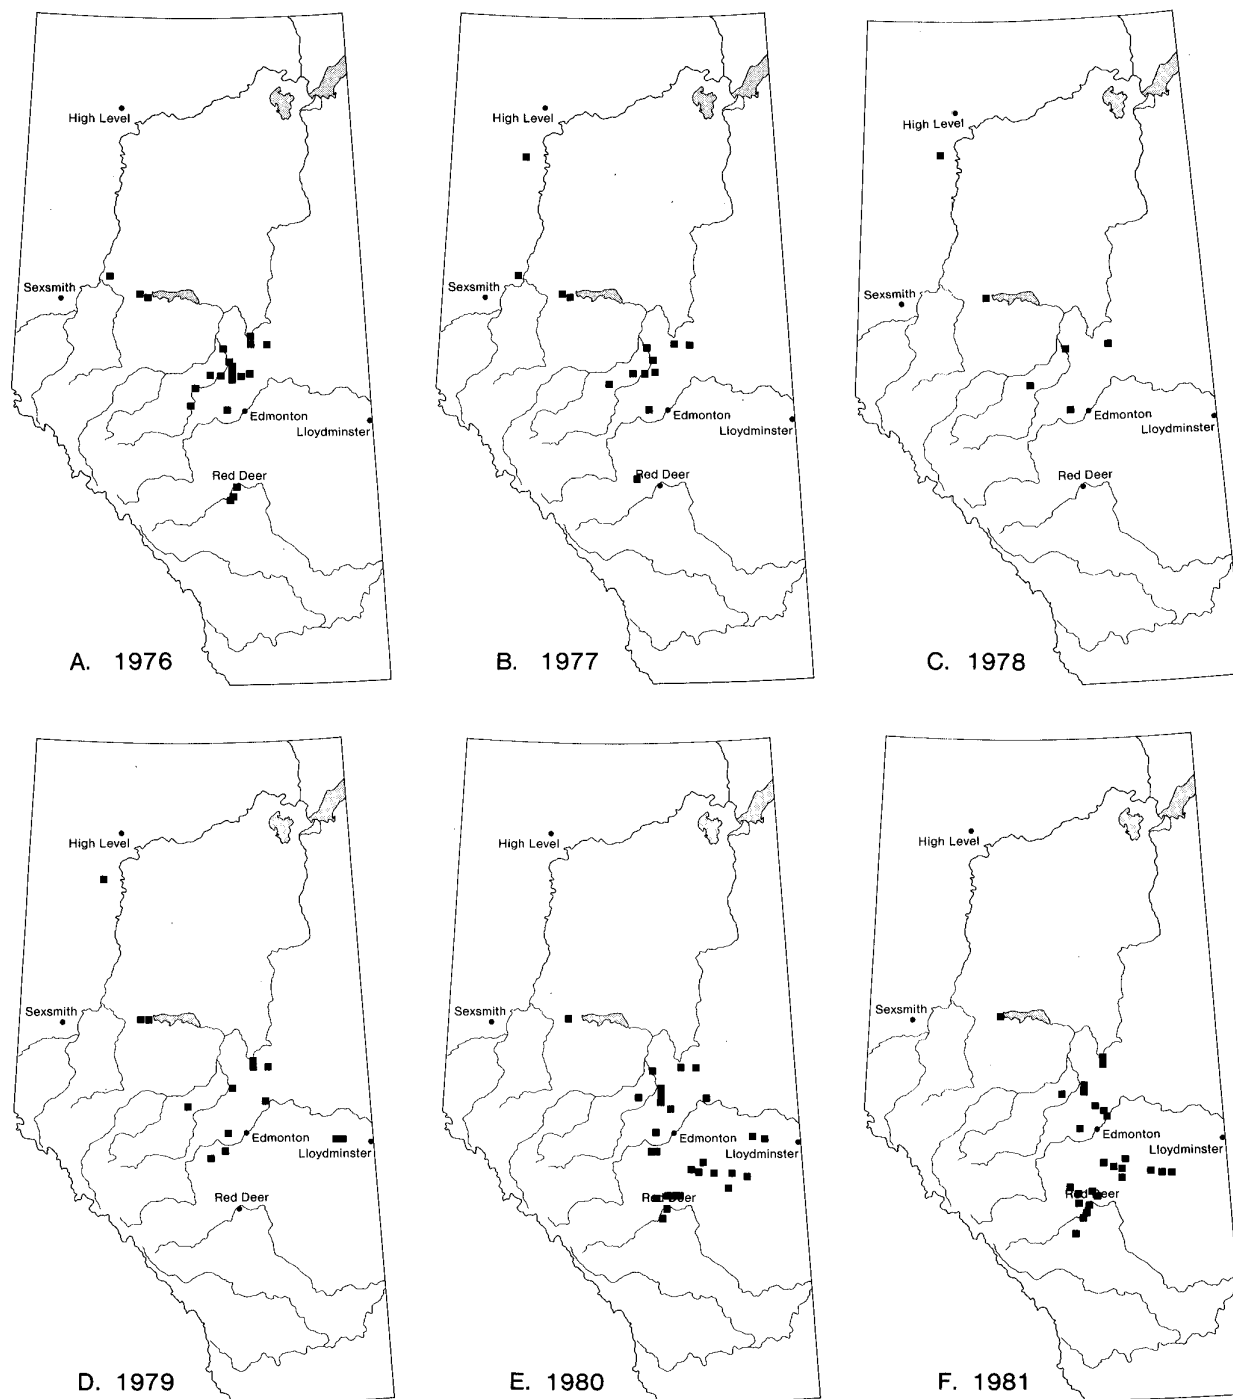 High Level
Sexsmith
Edmonton
Lloydminster
Red Deer
A. 1976
High Level
Sexsmith
Edmonton
Lloydminster
Red Deer
B. 1977
High Level
Sexsmith
Edmonton
Lloydminster
Red Deer
C. 1978
High Level
Sexsmith
Edmonton
Lloydminster
Red Deer
D. 1979
High Level
Sexsmith
Edmonton
Lloydminster
Red Deer
E. 1980
High Level
Sexsmith
Edmonton
Lloydminster
Red Deer
F. 1981